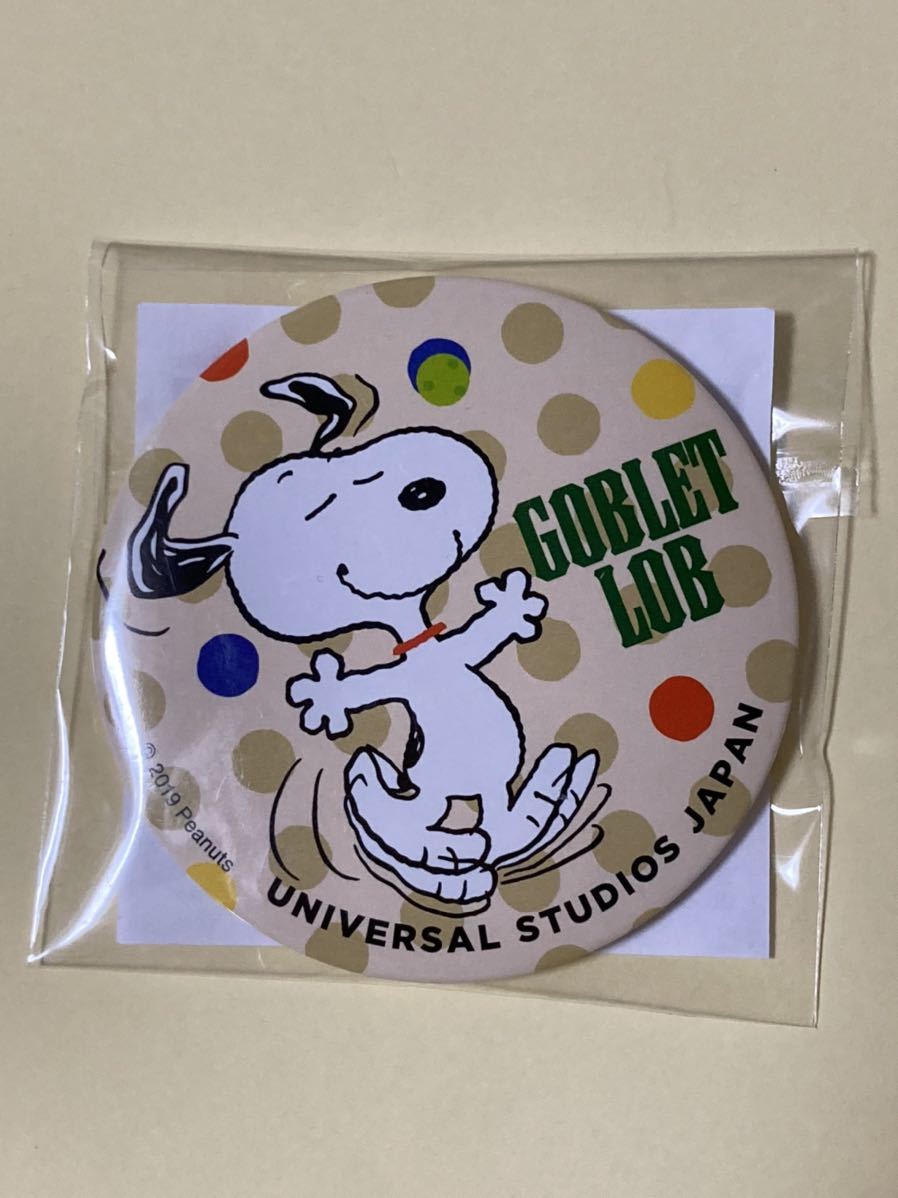 GOBLET
LOB
© 2019 Peanuts
UNIVERSAL STUDIOS JAPAN